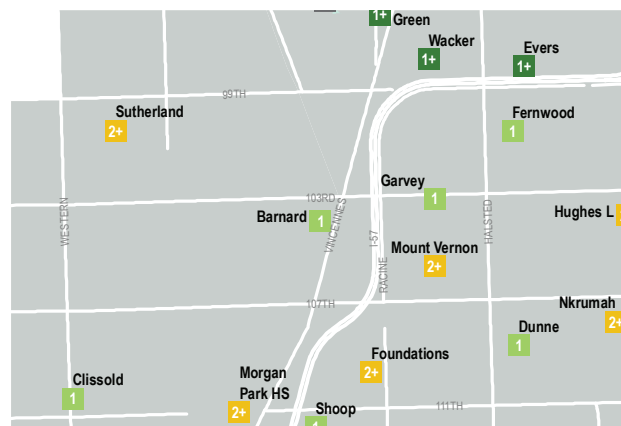 1+
Green
Wacker
1+
Evers
1+
99TH
Sutherland
2+
Fernwood
1
WESTERN
103RD
Garvey
1
Barnard
1
VINCENNES
I-57
HALSTED
Hughes L
Mount Vernon
2+
RACINE
107TH
Nkrumah
2+
Dunne
1
Foundations
2+
Clissold
1
Morgan
Park HS
2+
Shoop
1
111TH